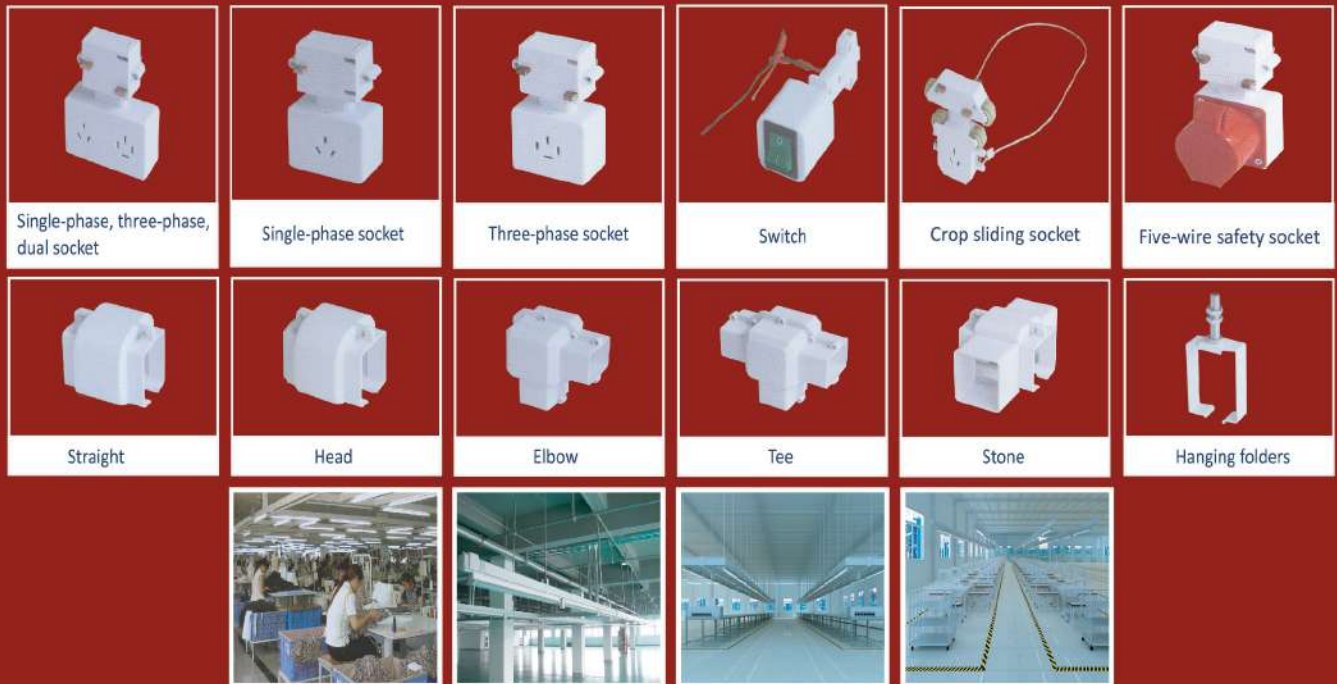 Single-phase, three-phase,
dual socket
Single-phase socket
Three-phase socket
Switch
Crop sliding socket
Five-wire safety socket
Straight
Head
Elbow
Tee
Stone
Hanging folders